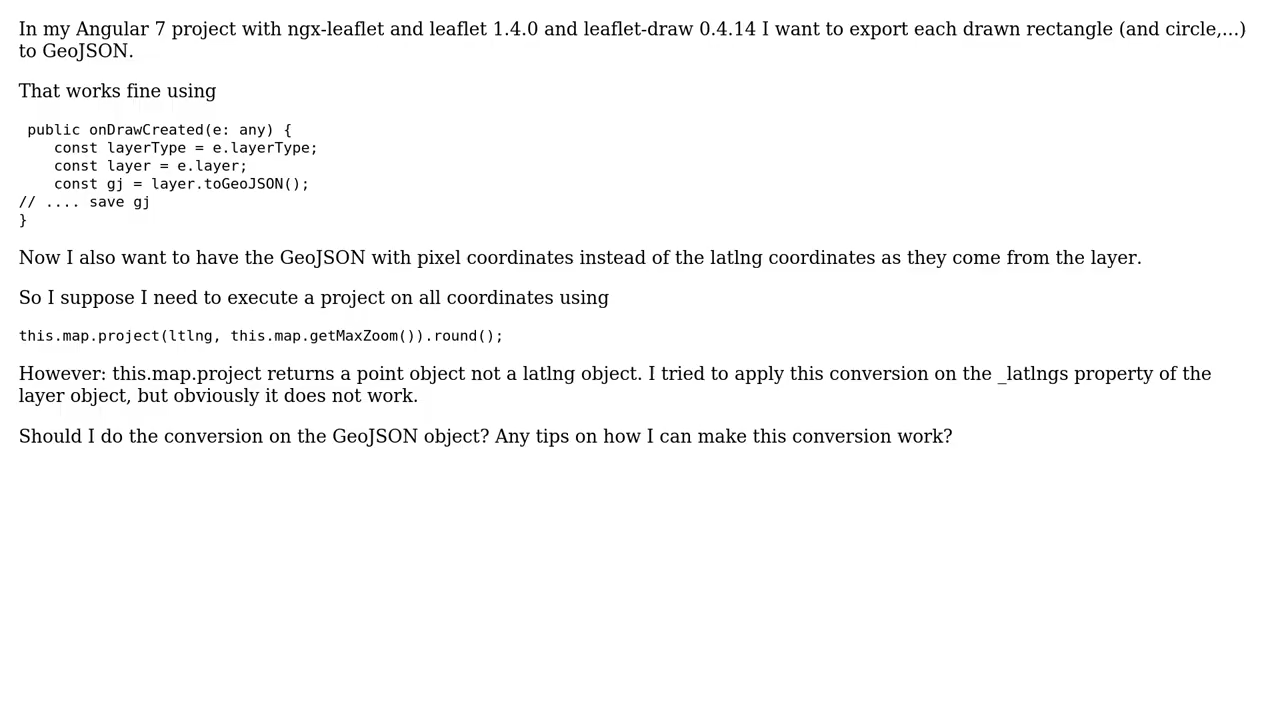 In my Angular 7 project with ngx-leaflet and leaflet 1.4.0 and leaflet-draw 0.4.14 I want to export each drawn rectangle (and circle,...)
to GeoJSON.
That works fine using
public onDrawCreated(e: any) {
const layerType = e.layerType;
const layer = e.layer;
const gj = layer.toGeoJSON();
// .... save gj
}
Now I also want to have the GeoJSON with pixel coordinates instead of the latlng coordinates as they come from the layer.
So I suppose I need to execute a project on all coordinates using
this.map.project(ltlng, this.map.getMaxZoom()).round();
However: this.map.project returns a point object not a latlng object. I tried to apply this conversion on the _latlngs property of the
layer object, but obviously it does not work.
Should I do the conversion on the GeoJSON object? Any tips on how I can make this conversion work?